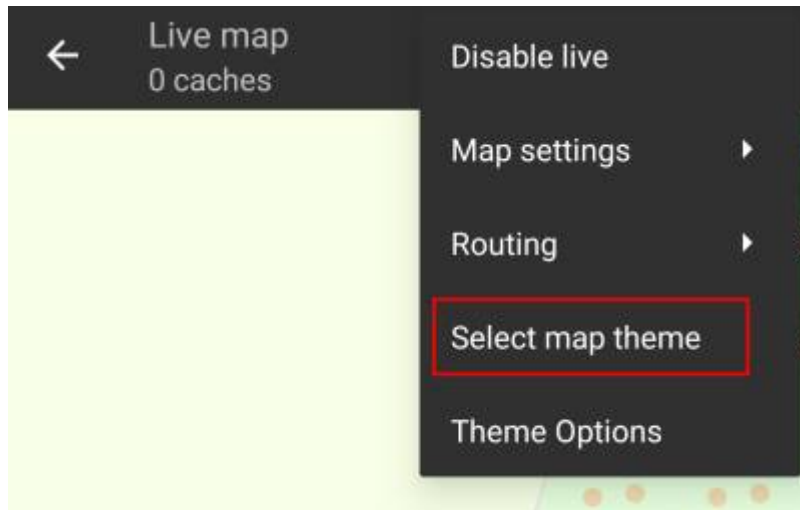 Live map
0 caches
Disable live
Map settings
Routing
Select map theme
Theme Options